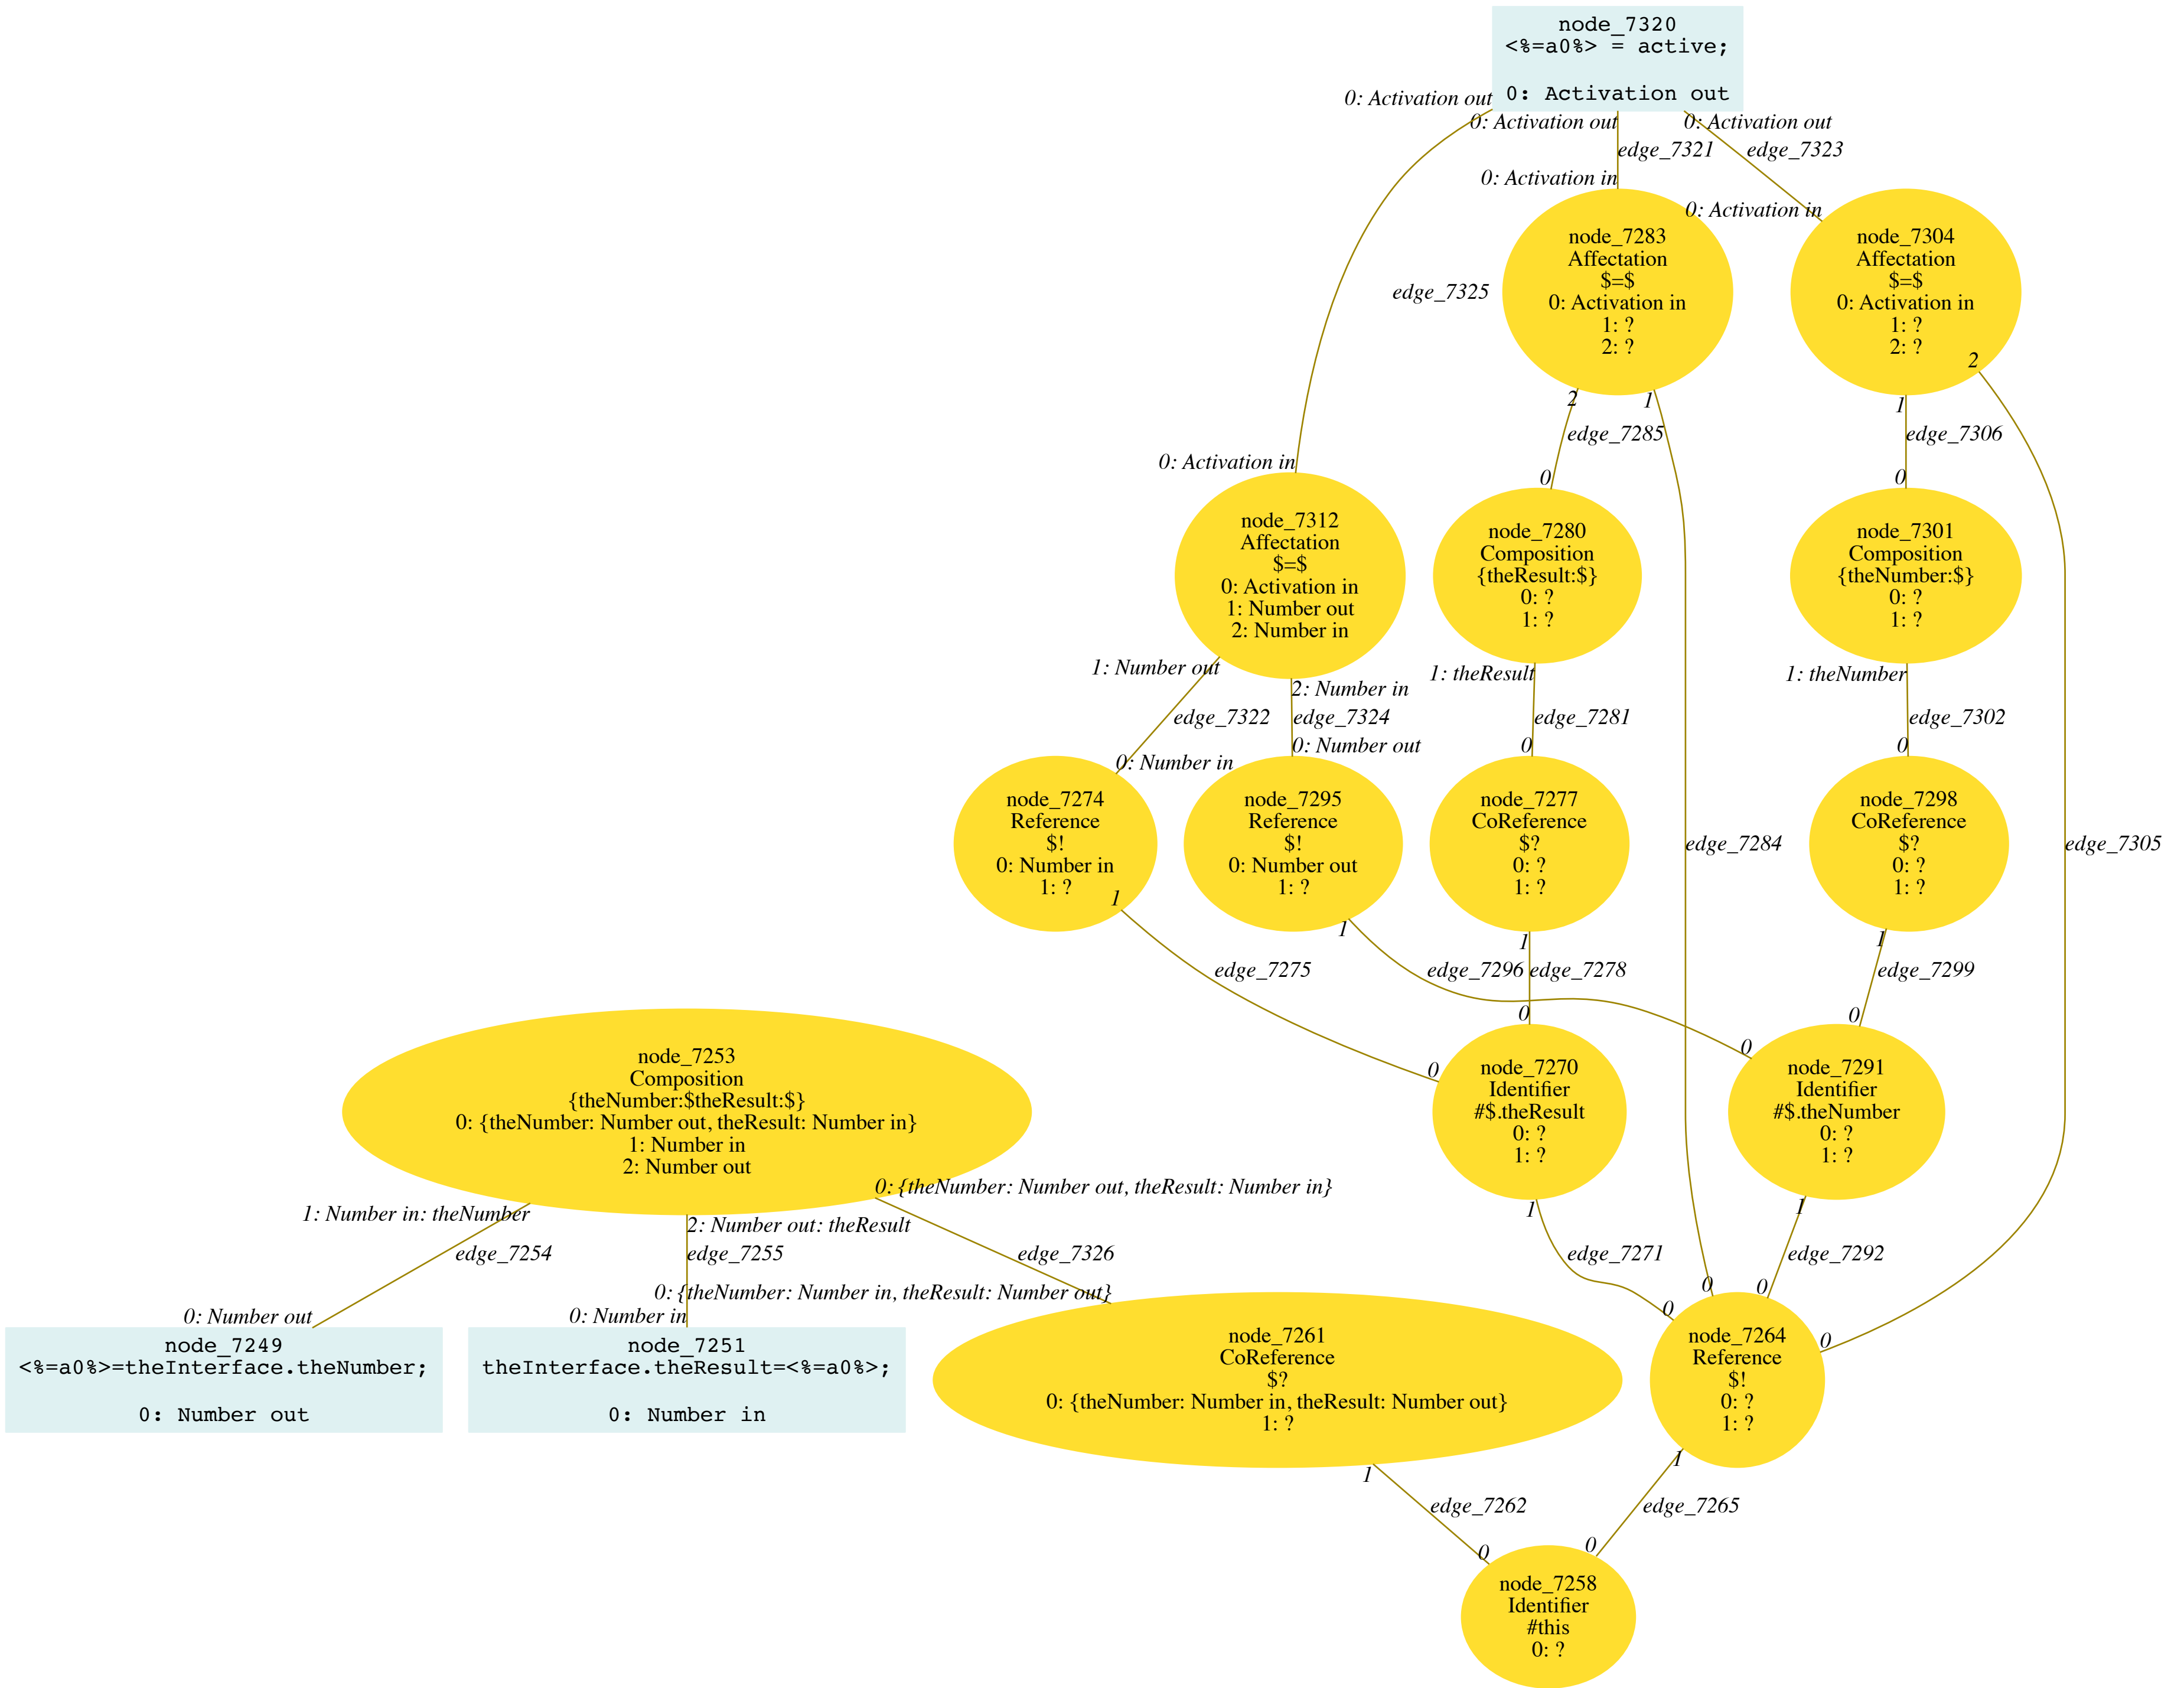 node_7320
<%=a0%> = active;
0: Activation out
0: Activation out
0: Activation out
0: Activation out
edge_7321
edge_7323
0: Activation in
0: Activation in
node_7283
Affectation
$=$
0: Activation in
1: ?
2: ?
node_7304
Affectation
$=$
0: Activation in
1: ?
2: ?
edge_7325
2
1
1
2
edge_7285
edge_7306
0: Activation in
0
0
node_7312
Affectation
$=$
0: Activation in
1: Number out
2: Number in
node_7280
Composition
{theResult:$}
0: ?
1: ?
node_7301
Composition
{theNumber:$}
0: ?
1: ?
1: Number out
2: Number in
1: theResult
1: theNumber
edge_7322
edge_7324
edge_7281
edge_7302
0: Number in
0: Number out
0
0
node_7274
Reference
$!
0: Number in
1: ?
node_7295
Reference
$!
0: Number out
1: ?
node_7277
CoReference
$?
0: ?
1: ?
edge_7284
node_7298
CoReference
$?
0: ?
1: ?
edge_7305
1
1
1
1
edge_7275
edge_7296
edge_7278
edge_7299
0
0
0
0
node_7253
Composition
{theNumber:$theResult:$}
0: {theNumber: Number out, theResult: Number in}
1: Number in
2: Number out
node_7270
Identifier
#$.theResult
0: ?
1: ?
node_7291
Identifier
#$.theNumber
0: ?
1: ?
1: Number in: theNumber
2: Number out: theResult
0: {theNumber: Number out, theResult: Number in}
1
1
edge_7254
edge_7255
edge_7326
edge_7271
edge_7292
0: Number out
0: Number in
0: {theNumber: Number in, theResult: Number out}
0
0
0
0
node_7249
<%=a0%>=theInterface.theNumber;
0: Number out
node_7251
theInterface.theResult=<%=a0%>;
0: Number in
node_7261
CoReference
$?
0: {theNumber: Number in, theResult: Number out}
1: ?
node_7264
Reference
$!
0: ?
1: ?
1
1
edge_7262
edge_7265
0
0
node_7258
Identifier
#this
0: ?